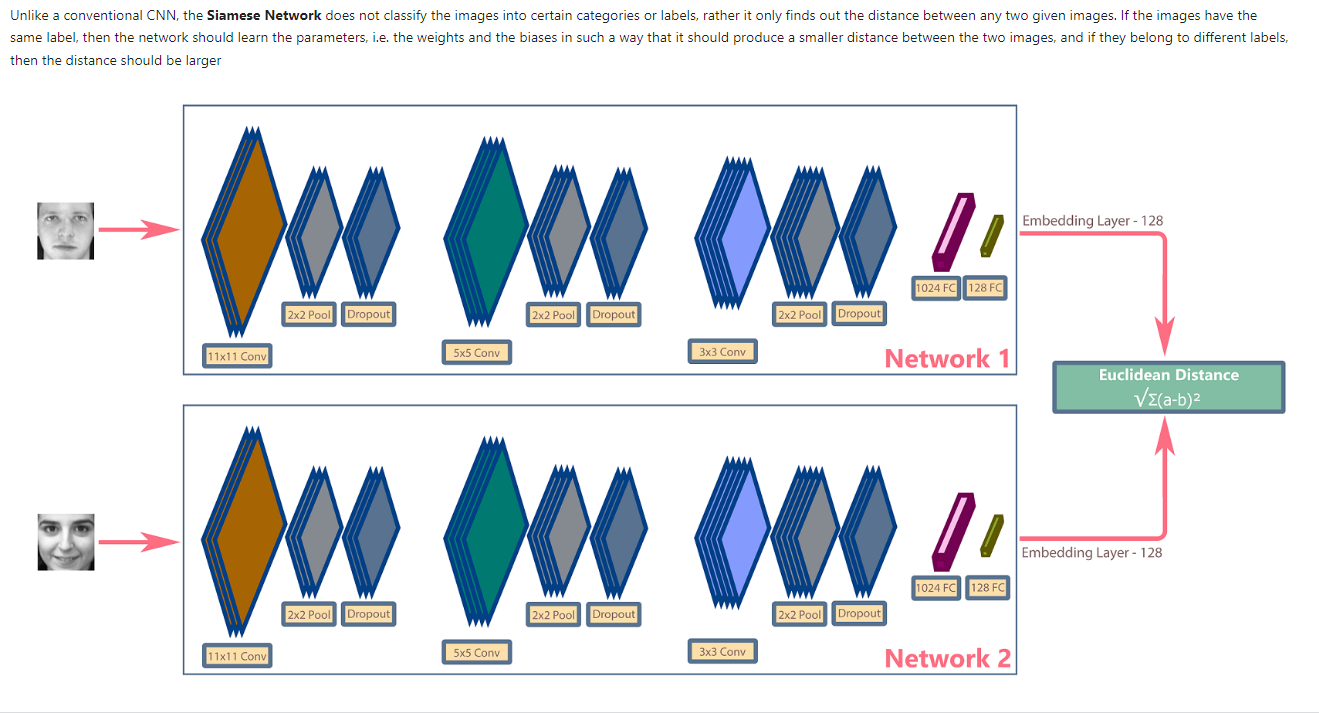 Unlike a conventional CNN, the Siamese Network does not classify the images into certain categories or labels, rather it only finds out the distance between any two given images. If the images have the
same label, then the network should learn the parameters, i.e. the weights and the biases in such a way that it should produce a smaller distance between the two images, and if they belong to different labels,
then the distance should be larger
Embedding Layer - 128
1024 FC 128 FC
2x2 Pool Dropout 2x2 Pool Dropout 2x2 Pool Dropout
11x11 Conv 5x5 Conv 3x3 Conv
Network 1
Euclidean Distance
√Σ(a-b)²
Embedding Layer - 128
1024 FC 128 FC
2x2 Pool Dropout 2x2 Pool Dropout 2x2 Pool Dropout
11x11 Conv 5x5 Conv 3x3 Conv
Network 2